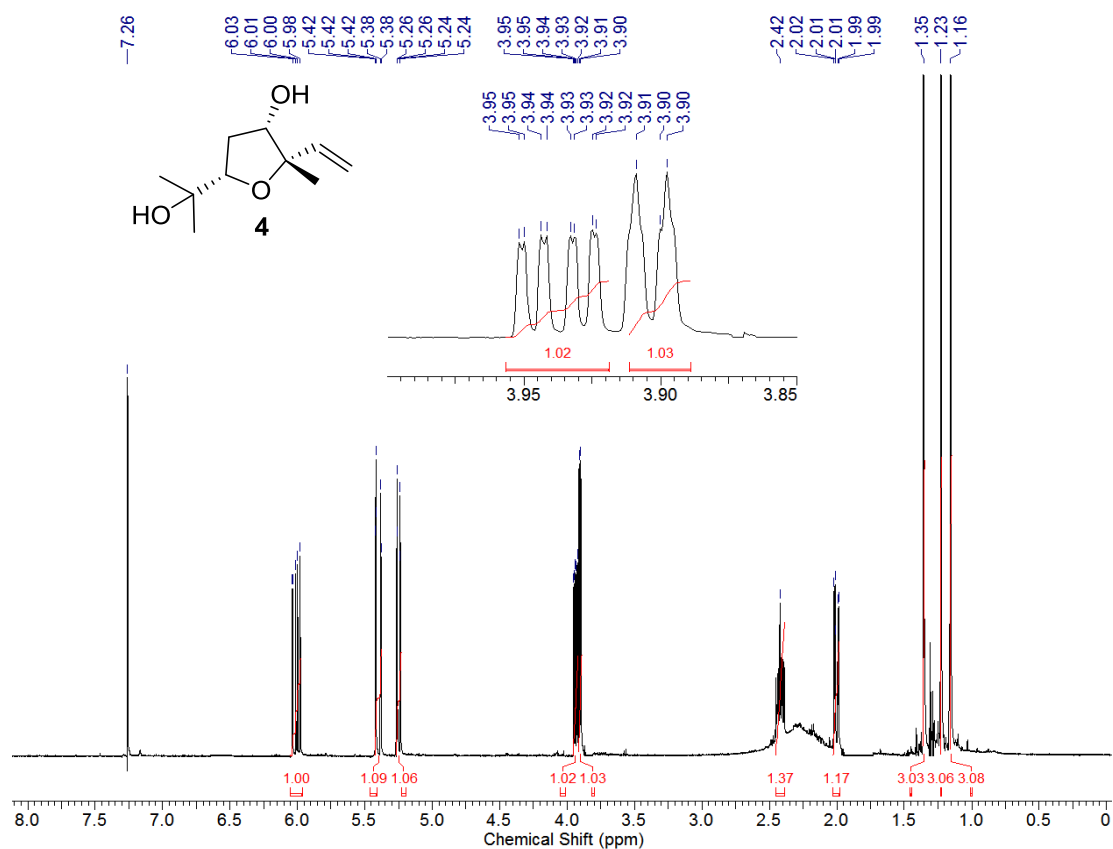 7.26 6.03 6.01 6.00 5.98 5.42 5.42 5.42 5.38 5.38 5.26 5.26 5.24 5.24 3.95 3.95 3.94 3.93 3.92 3.91 3.90 2.42 2.02 2.01 2.01 1.99 1.99 1.35 1.23 1.16
3.95 3.95 3.94 3.94 3.93 3.93 3.92 3.92 3.91 3.90 3.90
OH
O
HO
4
1.02 1.03
3.95 3.90 3.85
1.00 1.09 1.06 1.02 1.03 1.37 1.17 3.03 3.06 3.08
8.0 7.5 7.0 6.5 6.0 5.5 5.0 4.5 4.0 3.5 3.0 2.5 2.0 1.5 1.0 0.5 0
Chemical Shift (ppm)